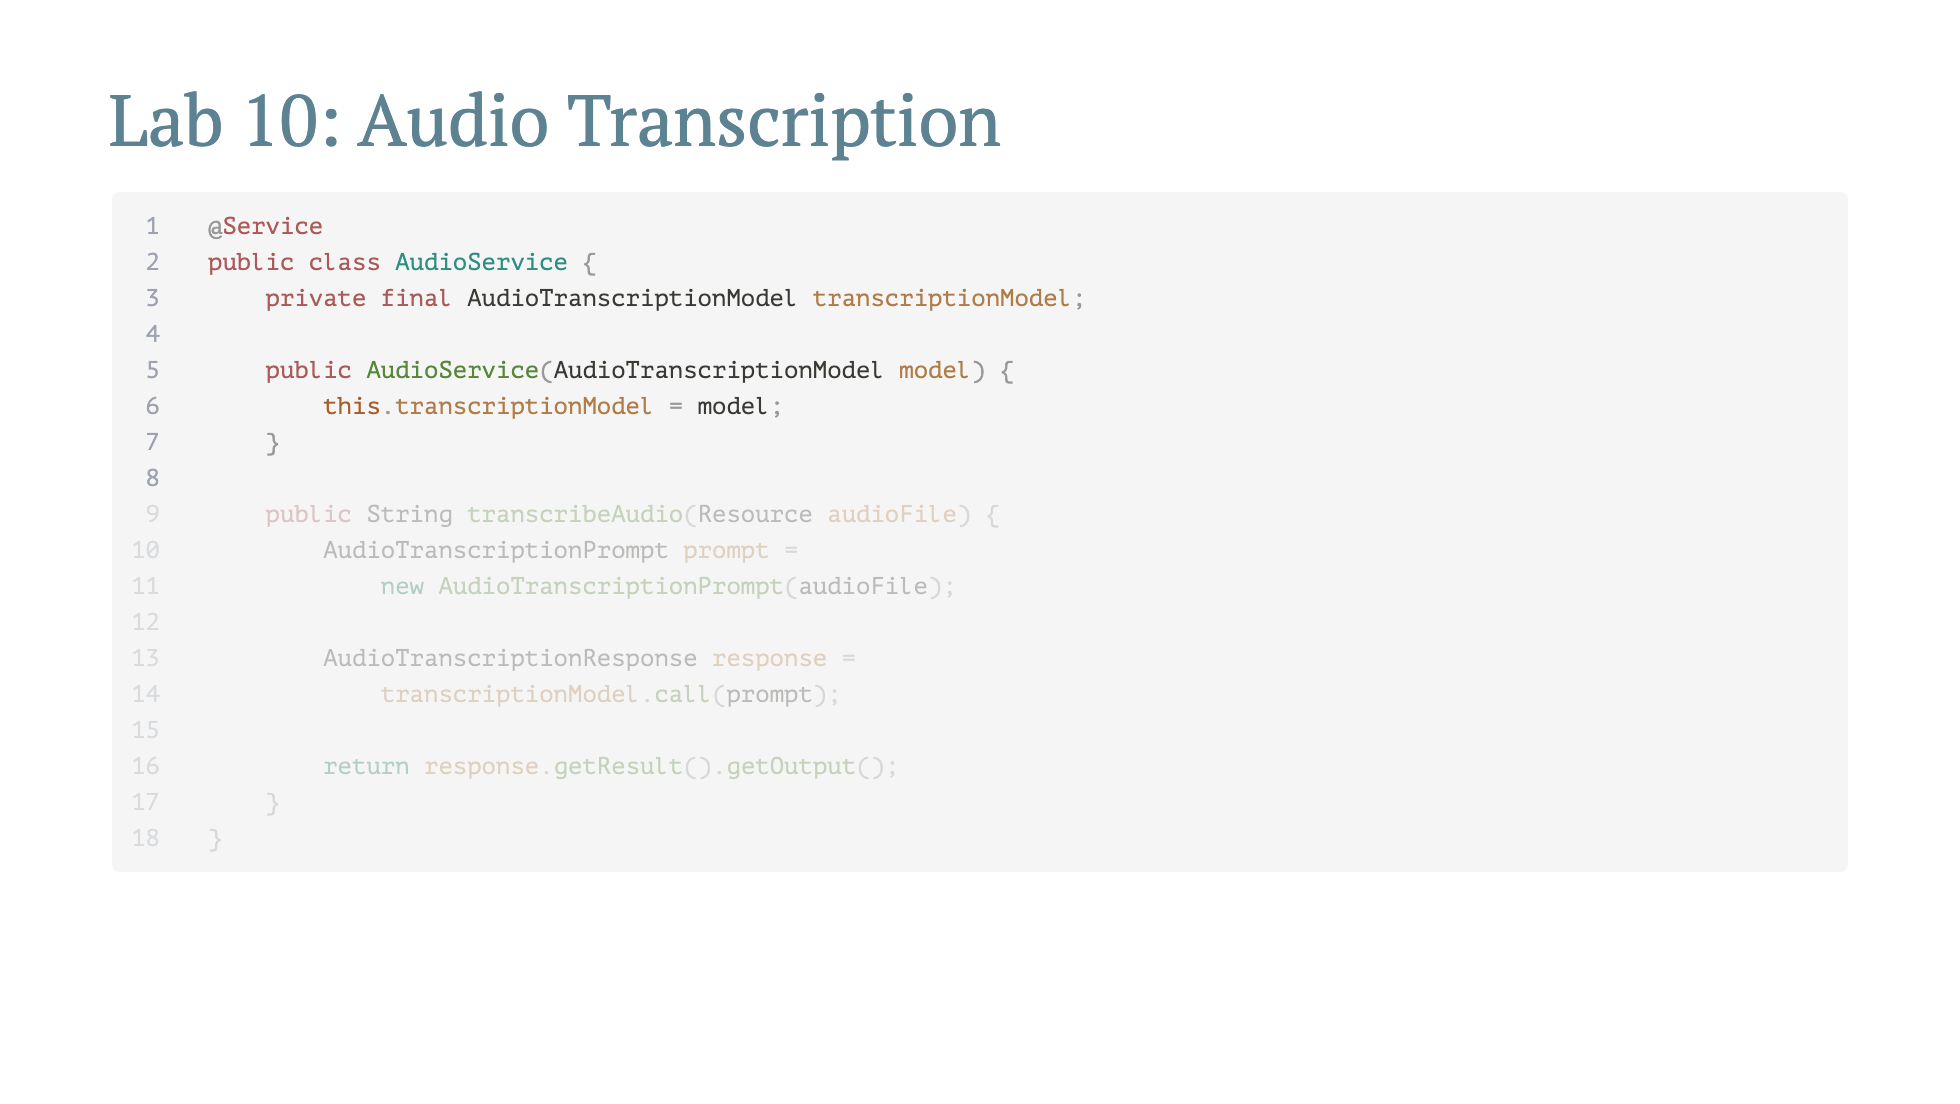 Lab 10: Audio Transcription
1 @Service
2 public class AudioService {
3     private final AudioTranscriptionModel transcriptionModel;
4
5     public AudioService(AudioTranscriptionModel model) {
6         this.transcriptionModel = model;
7     }
8
9     public String transcribeAudio(Resource audioFile) {
10         AudioTranscriptionPrompt prompt =
11             new AudioTranscriptionPrompt(audioFile);
12
13         AudioTranscriptionResponse response =
14             transcriptionModel.call(prompt);
15
16         return response.getResult().getOutput();
17     }
18 }